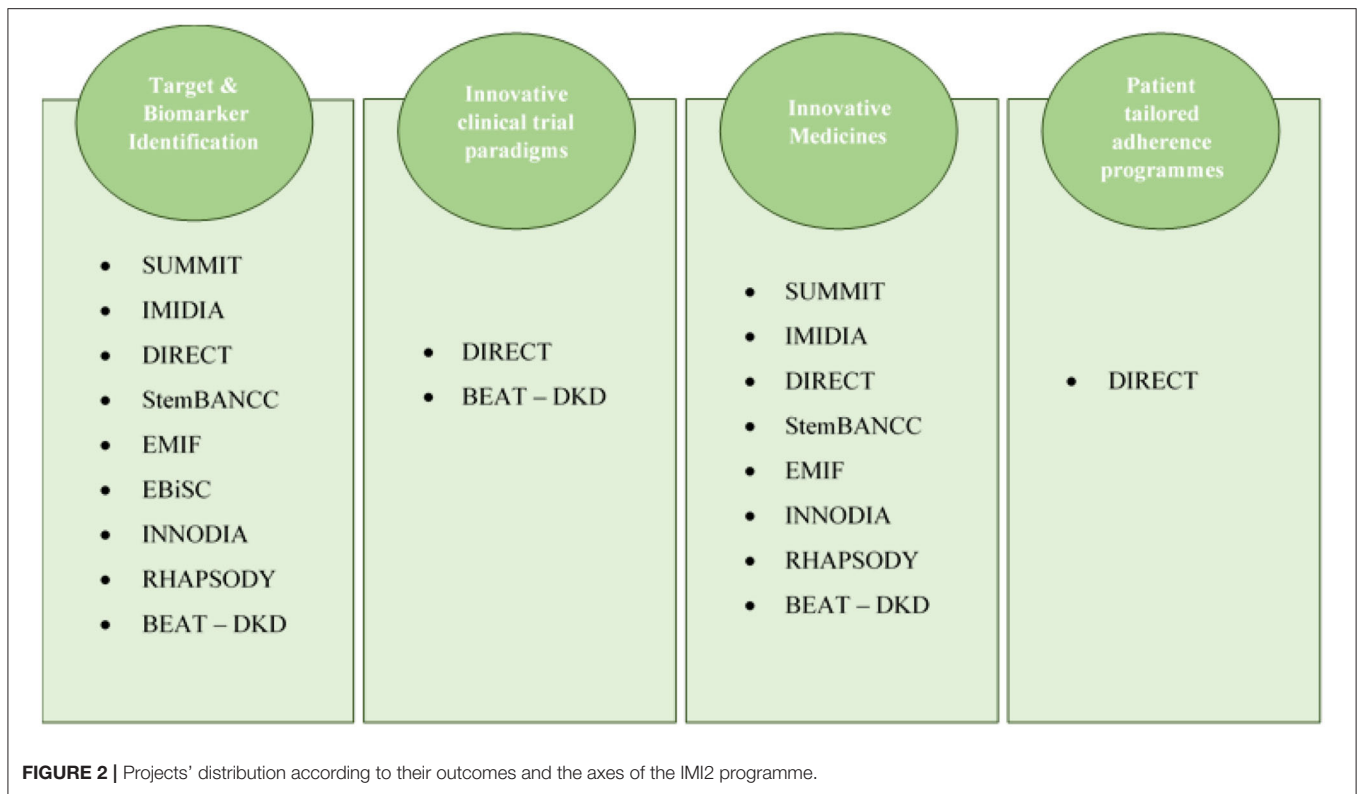 Target &
Biomarker
Identification
• SUMMIT
• IMIDIA
• DIRECT
• StemBANCC
• EMIF
• EBiSC
• INNODIA
• RHAPSODY
• BEAT – DKD
Innovative
clinical trial
paradigms
• DIRECT
• BEAT – DKD
Innovative
Medicines
• SUMMIT
• IMIDIA
• DIRECT
• StemBANCC
• EMIF
• INNODIA
• RHAPSODY
• BEAT – DKD
Patient
tailored
adherence
programmes
• DIRECT
FIGURE 2 | Projects’ distribution according to their outcomes and the axes of the IMI2 programme.